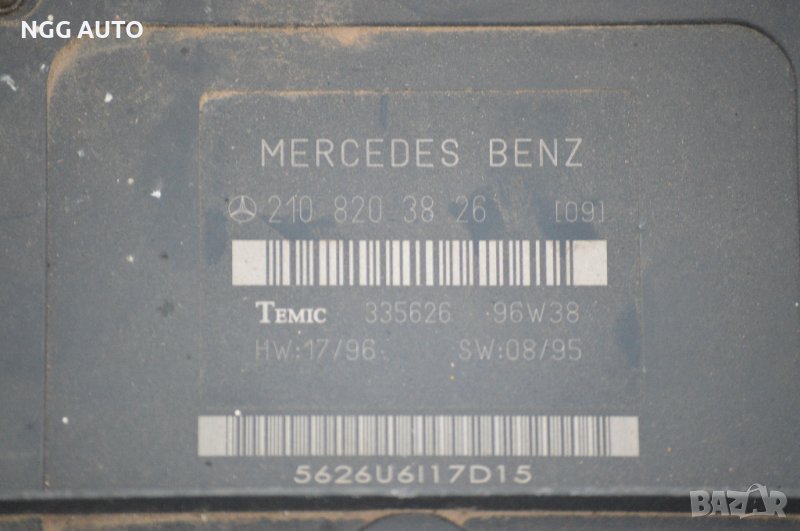 NGG AUTO
MERCEDES BENZ
210 820 38 26 [09]
TEMIC 335626 96W38
HW:17/96 SW:08/95
5626U6I17D15
BAZAR